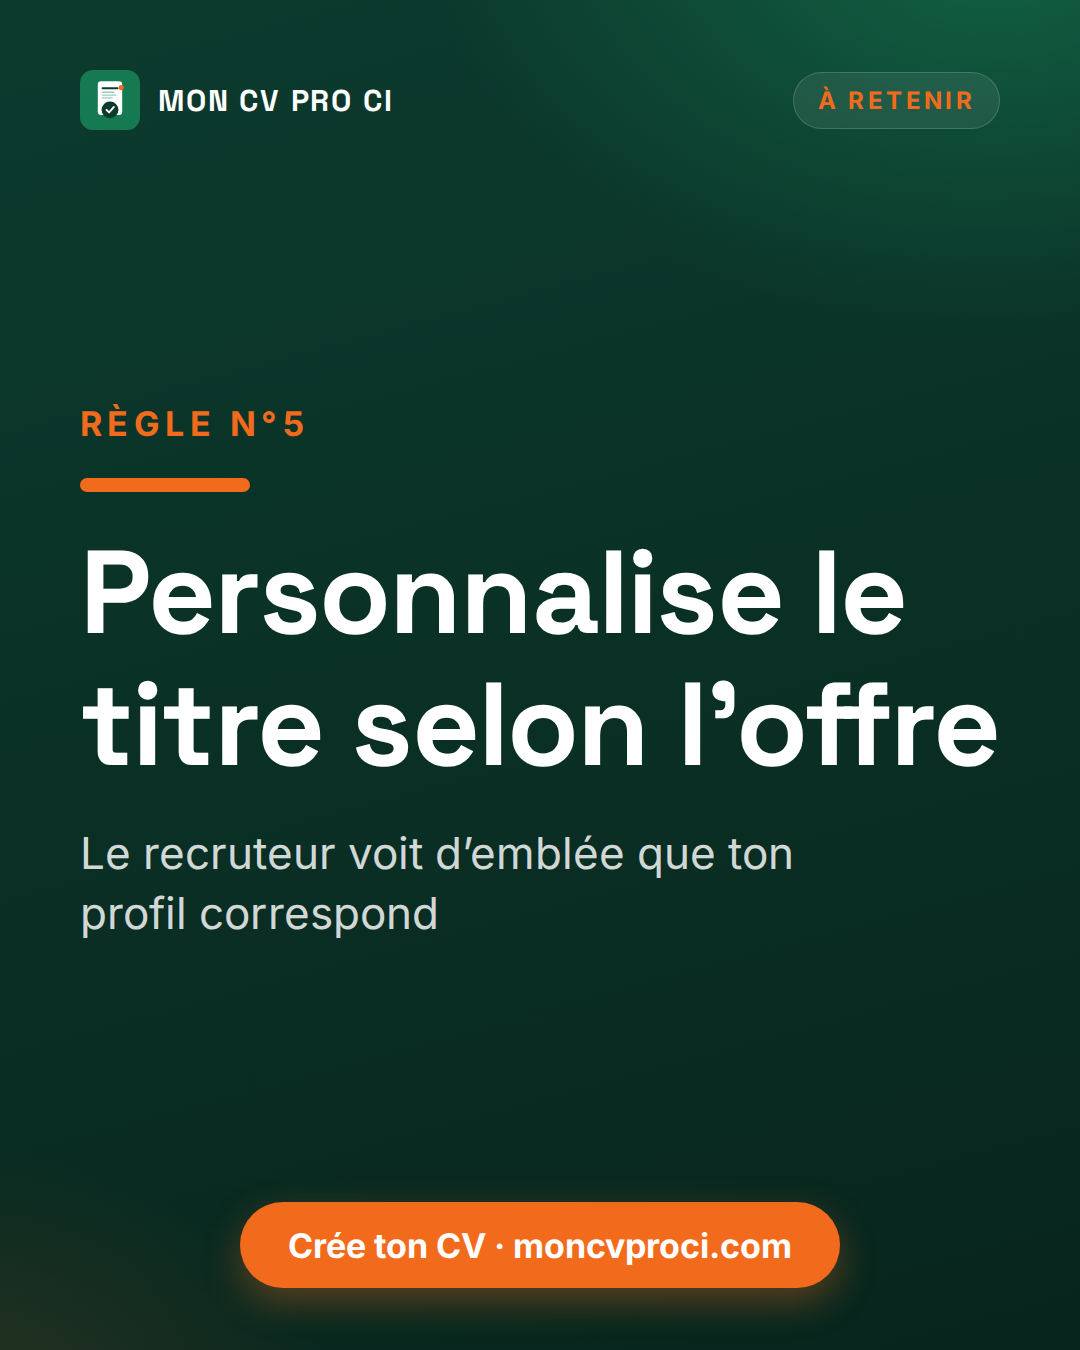 MON CV PRO CI
À RETENIR
RÈGLE N°5
Personnalise le
titre selon l’offre
Le recruteur voit d’emblée que ton
profil correspond
Crée ton CV · moncvproci.com